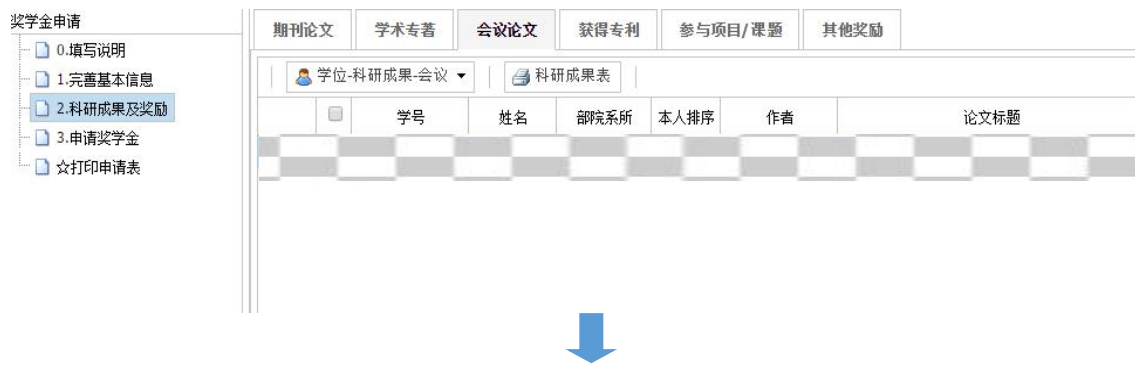 奖学金申请
0.填写说明
1.完善基本信息
2.科研成果及奖励
3.申请奖学金
☆打印申请表
期刊论文 学术专著 会议论文 获得专利 参与项目/课题 其他奖励
学位-科研成果-会议 科研成果表
学号 姓名 部院系所 本人排序 作者 论文标题